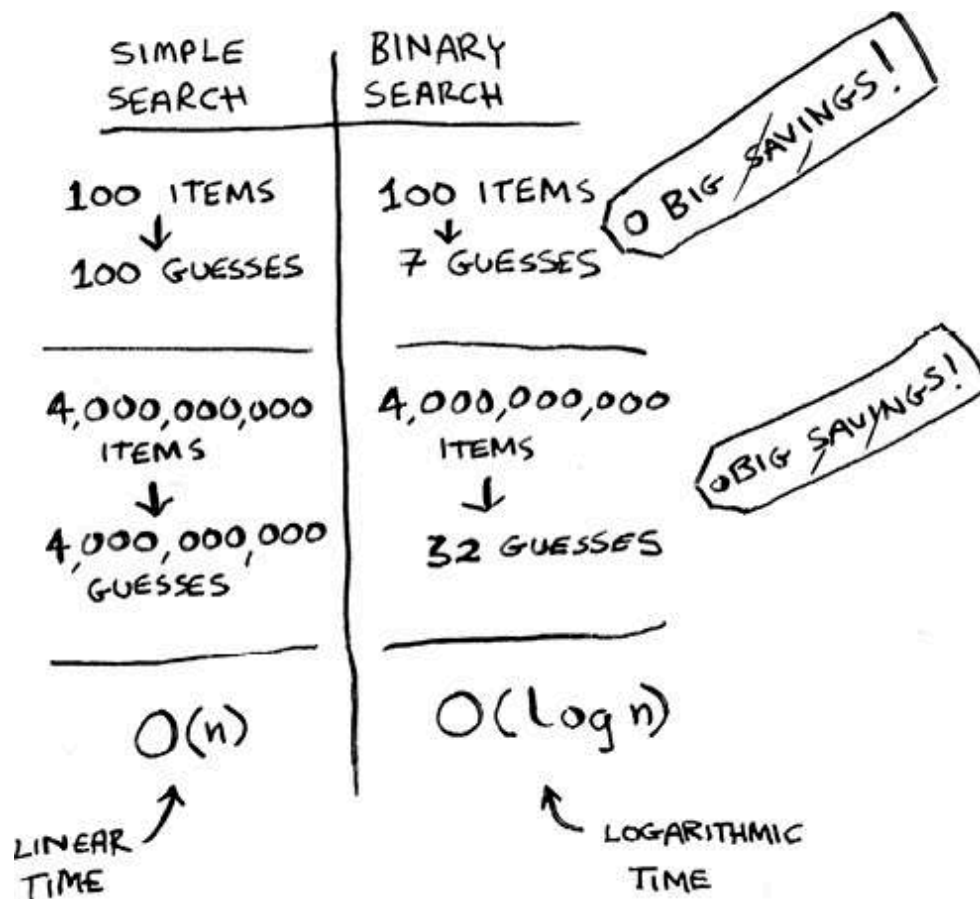 SIMPLE
SEARCH
BINARY
SEARCH
BIG SAVINGS!
100 ITEMS
100 GUESSES
100 ITEMS
7 GUESSES
4,000,000,000
ITEMS
4,000,000,000
GUESSES
4,000,000,000
ITEMS
32 GUESSES
BIG SAVINGS!
O(n)
O(log n)
LINEAR
TIME
LOGARITHMIC
TIME